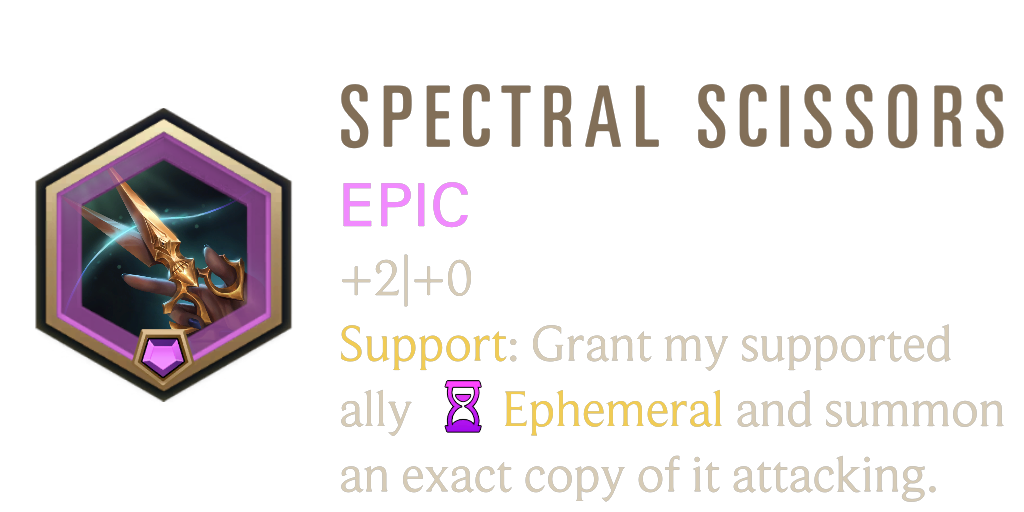 SPECTRAL SCISSORS
EPIC
+2|+0
Support: Grant my supported
ally Ephemeral and summon
an exact copy of it attacking.